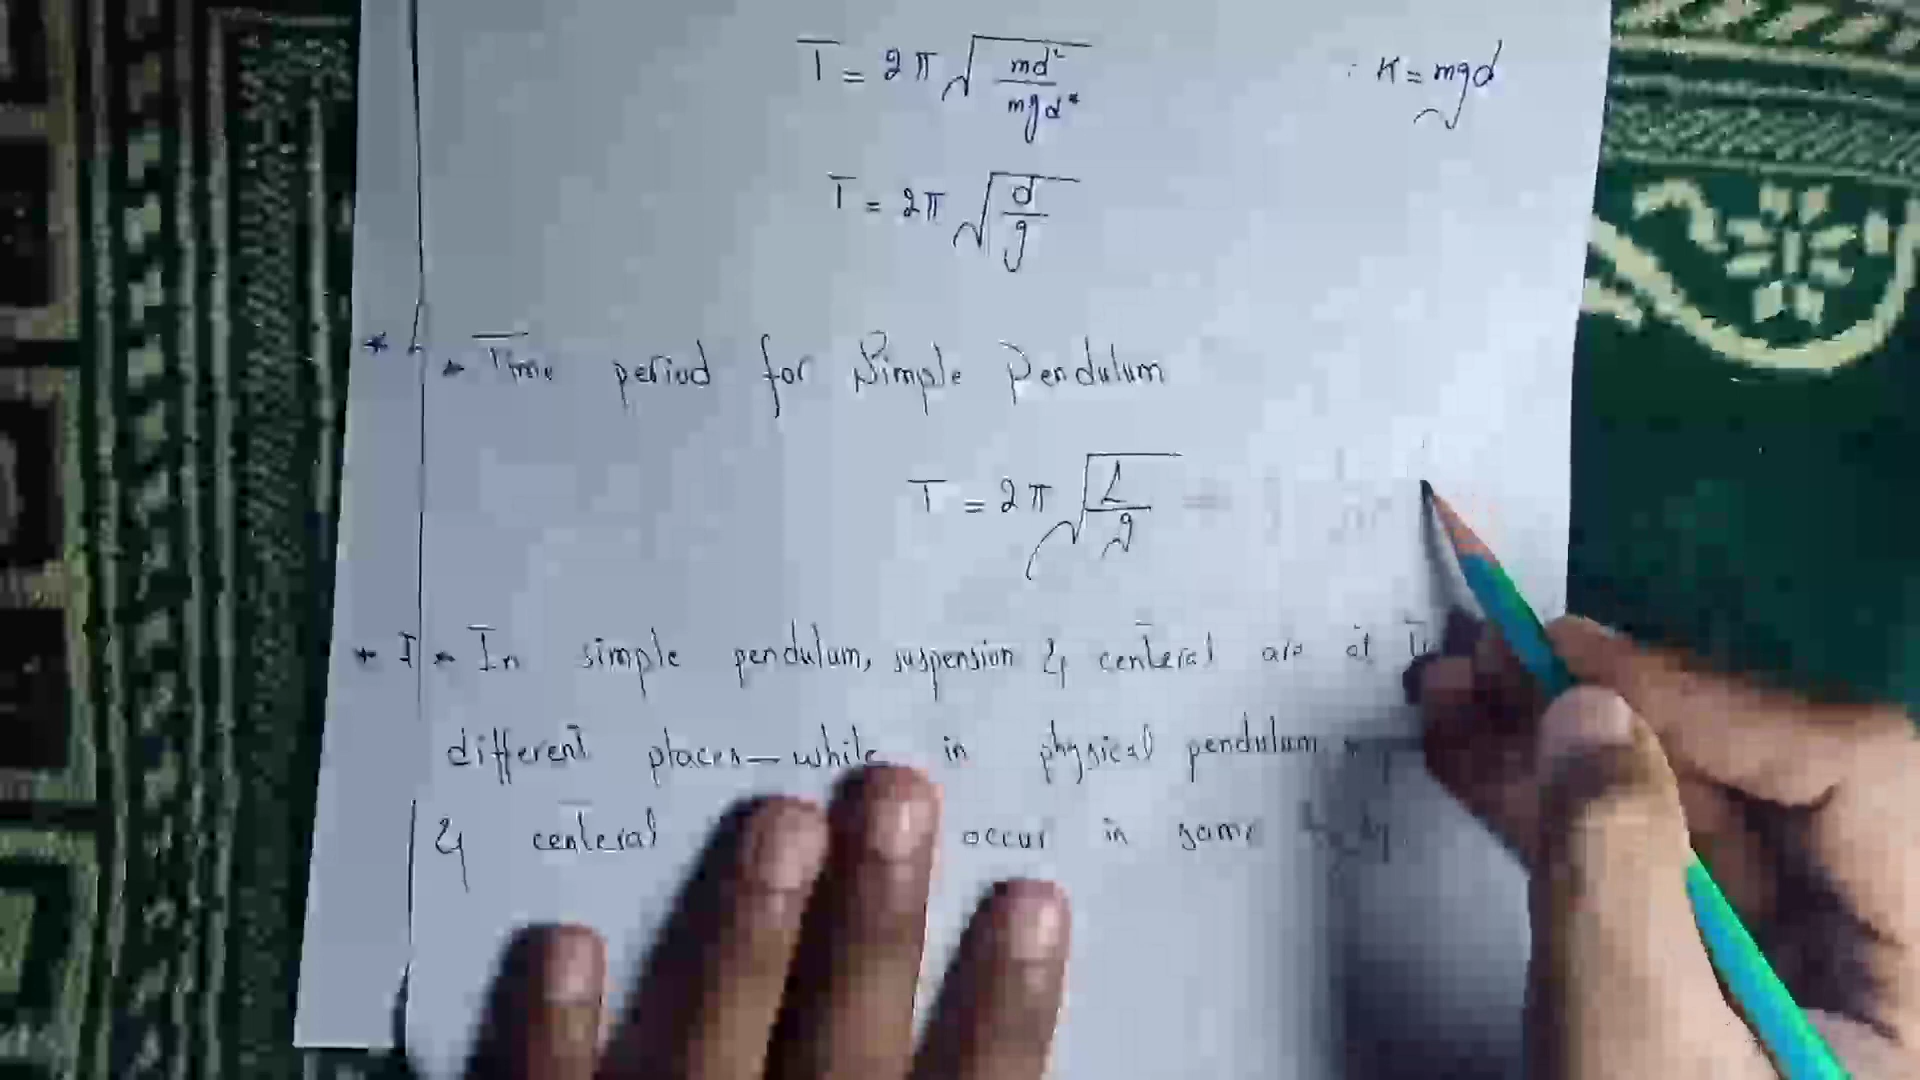 T = 2π √(md²/mgd) ∵ K = mgd
T = 2π √(d/g)
* Time period for Simple Pendulum
T = 2π √(L/g) =
* I * In simple pendulum, suspension & centeral are at
different places – while in physical pendulum
& centeral occur in same